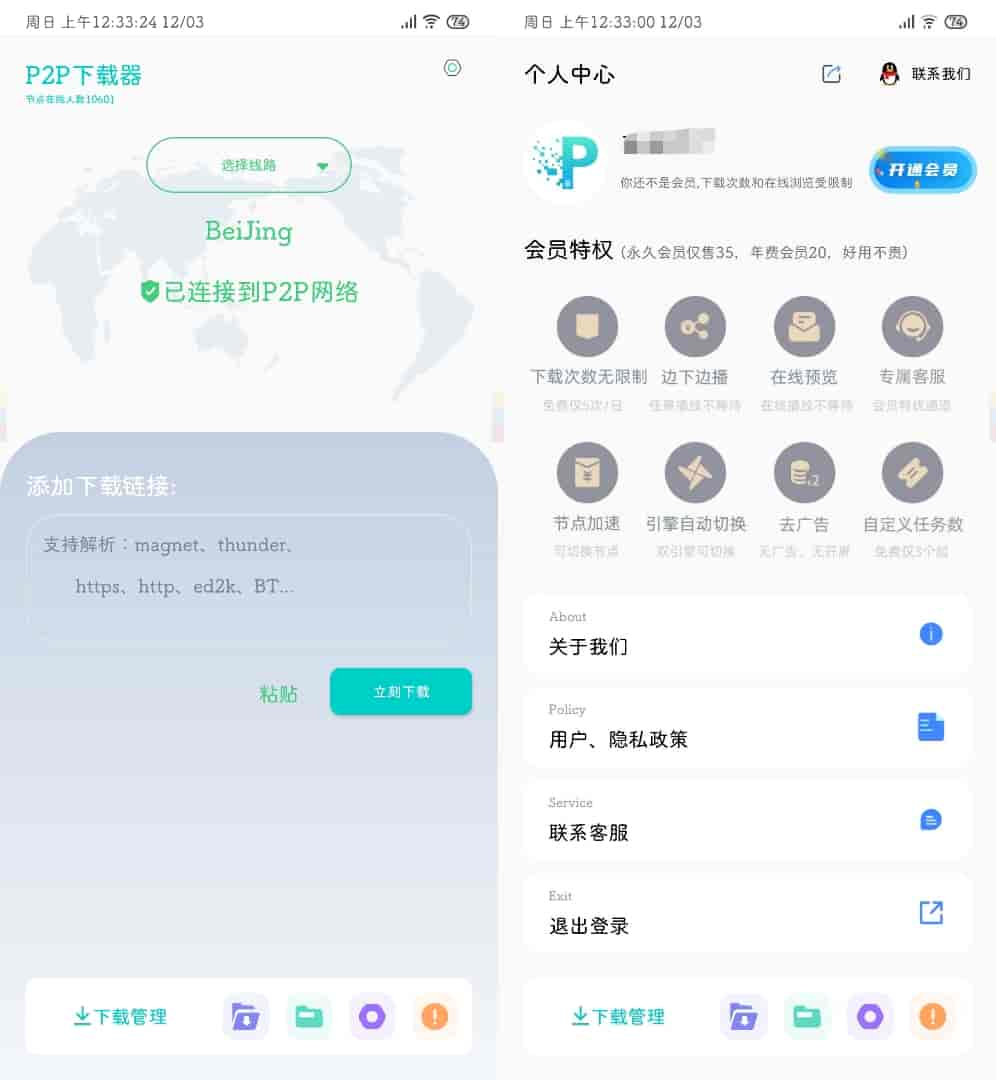 周日 上午12:33:24 12/03
74
P2P下载器
节点在线人数10601
选择线路
BeiJing
已连接到P2P网络
添加下载链接:
支持解析：magnet、thunder、
https、http、ed2k、BT...
粘贴
立刻下载
下载管理
周日 上午12:33:00 12/03
74
个人中心
联系我们
P
你还不是会员,下载次数和在线浏览受限制
开通会员
会员特权（永久会员仅售35，年费会员20，好用不贵）
下载次数无限制 边下边播 在线预览 专属客服
免费仅5次/日 任意播放不等待 在线播放不等待 会员特线通道
节点加速 引擎自动切换 去广告 自定义任务数
可切换节点 双引擎可切换 无广告、无开屏 免费仅3个起
About
关于我们
Policy
用户、隐私政策
Service
联系客服
Exit
退出登录
下载管理